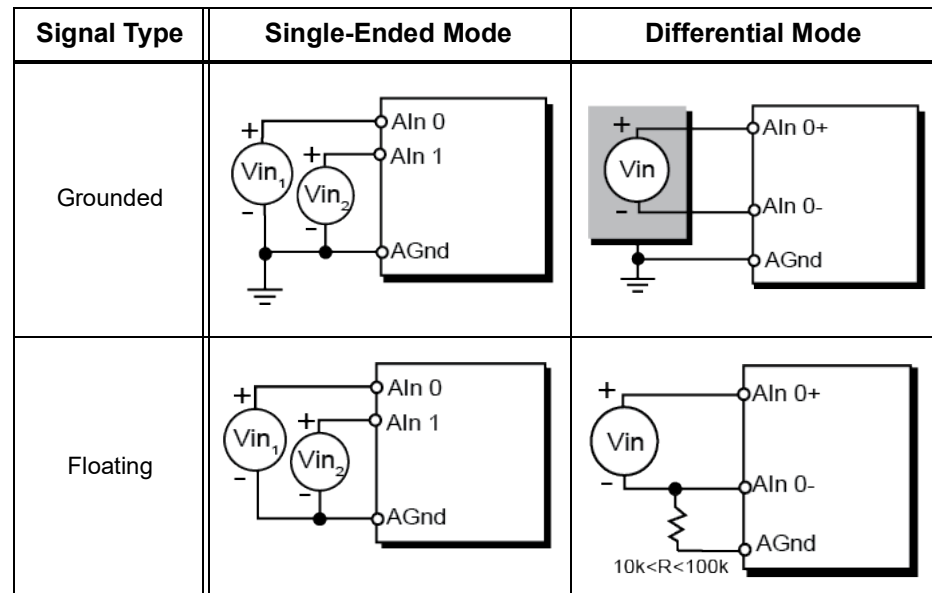 Signal Type Single-Ended Mode Differential Mode
Grounded
+ AIn 0
+ AIn 1
Vin1
Vin2
-
-
AGnd
+ AIn 0+
Vin
- AIn 0-
AGnd
Floating
+ AIn 0
+ AIn 1
Vin1
Vin2
-
-
AGnd
+ AIn 0+
Vin
- AIn 0-
AGnd
10k<R<100k